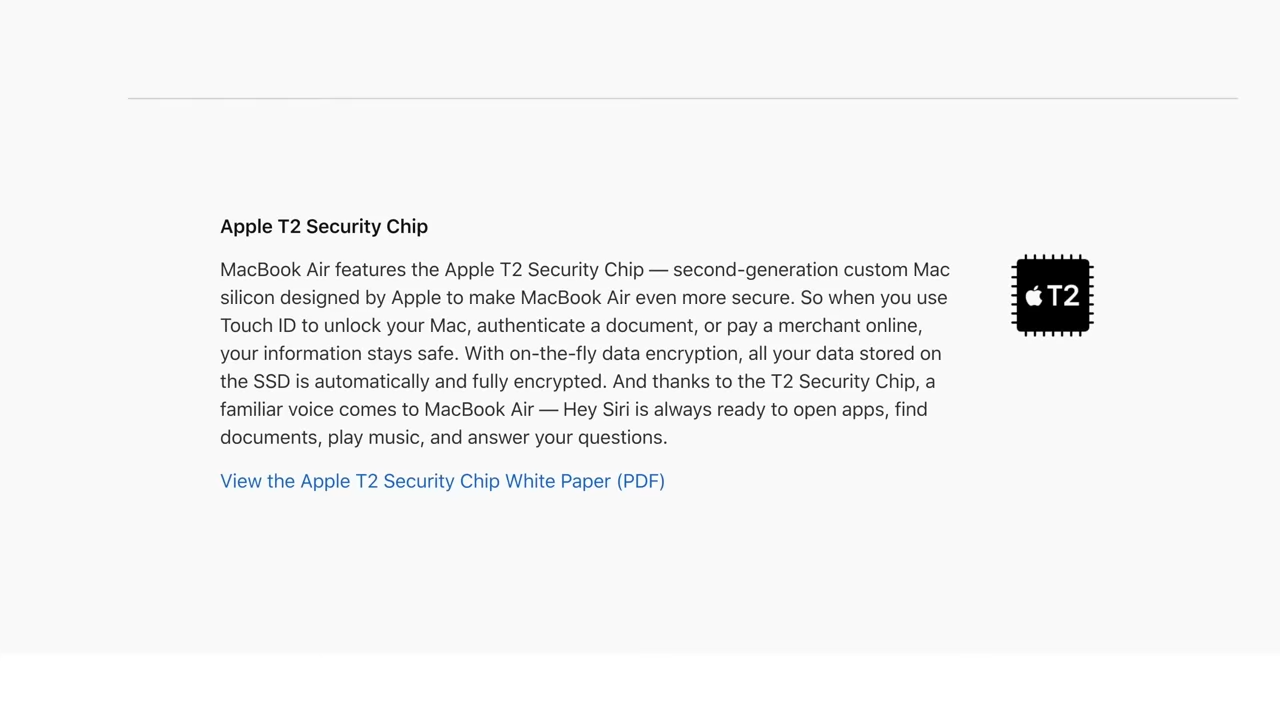 Apple T2 Security Chip
MacBook Air features the Apple T2 Security Chip — second-generation custom Mac
silicon designed by Apple to make MacBook Air even more secure. So when you use
Touch ID to unlock your Mac, authenticate a document, or pay a merchant online,
your information stays safe. With on-the-fly data encryption, all your data stored on
the SSD is automatically and fully encrypted. And thanks to the T2 Security Chip, a
familiar voice comes to MacBook Air — Hey Siri is always ready to open apps, find
documents, play music, and answer your questions.
View the Apple T2 Security Chip White Paper (PDF)
T2